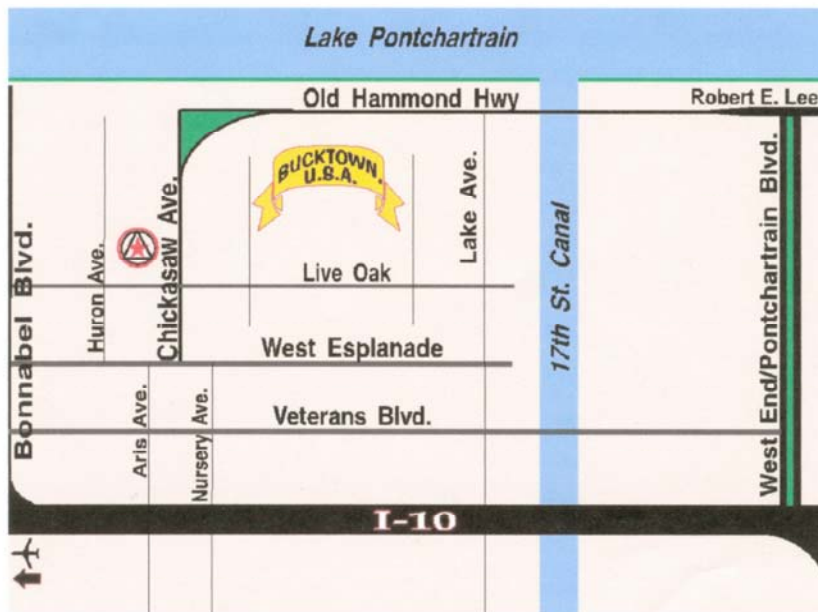 Lake Pontchartrain
Old Hammond Hwy
Robert E. Lee
BUCKTOWN,
U.S.A.
Bonnabel Blvd.
Huron Ave.
Chickasaw Ave.
Lake Ave.
17th St. Canal
West End/Pontchartrain Blvd.
Live Oak
West Esplanade
Aris Ave.
Nursery Ave.
Veterans Blvd.
I-10